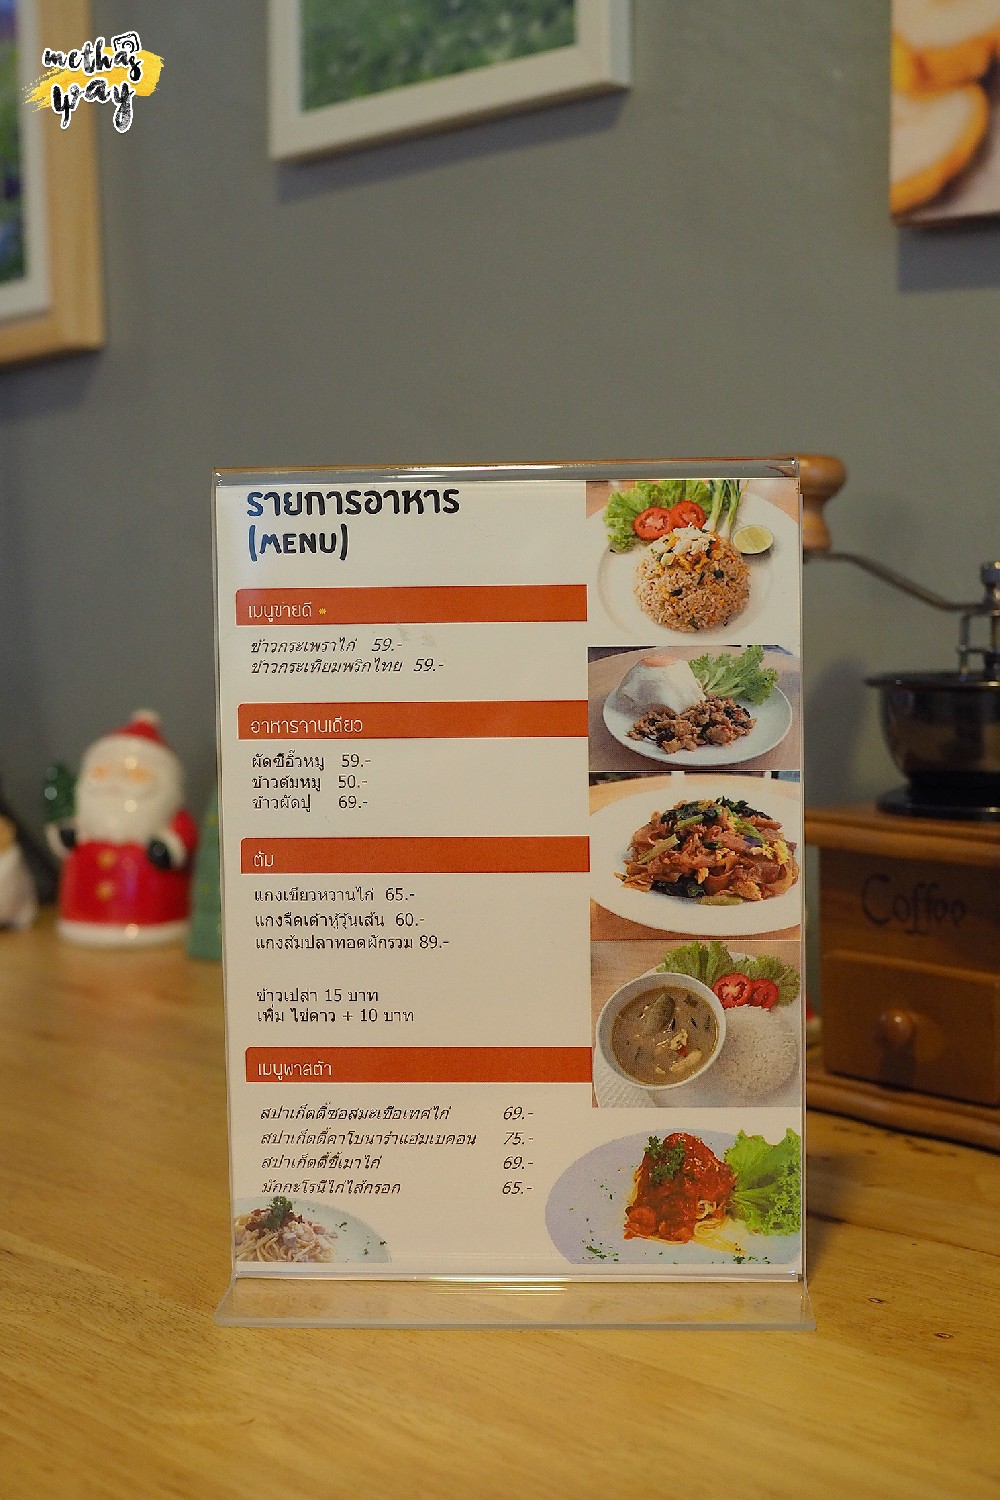 methas
way
รายการอาหาร
(MENU)
เมนูขายดี
ข้าวกระเพราไก่ 59.-
ข้าวกระเทียมพริกไทย 59.-
อาหารจานเดียว
ผัดซีอิ๊วหมู 59.-
ข้าวต้มหมู 50.-
ข้าวผัดปู 69.-
ต้ม
แกงเขียวหวานไก่ 65.-
แกงจืดเต้าหู้วุ้นเส้น 60.-
แกงส้มปลาทอดผักรวม 89.-
ข้าวเปล่า 15 บาท
เพิ่ม ไข่ดาว + 10 บาท
เมนูพาสต้า
สปาเก็ตตี้ซอสมะเขือเทศไก่ 69.-
สปาเก็ตตี้คาโบนาร่าแฮมเบคอน 75.-
สปาเก็ตตี้ขี้เมาไก่ 69.-
มักกะโรนีไก่ไส้กรอก 65.-
Coffee